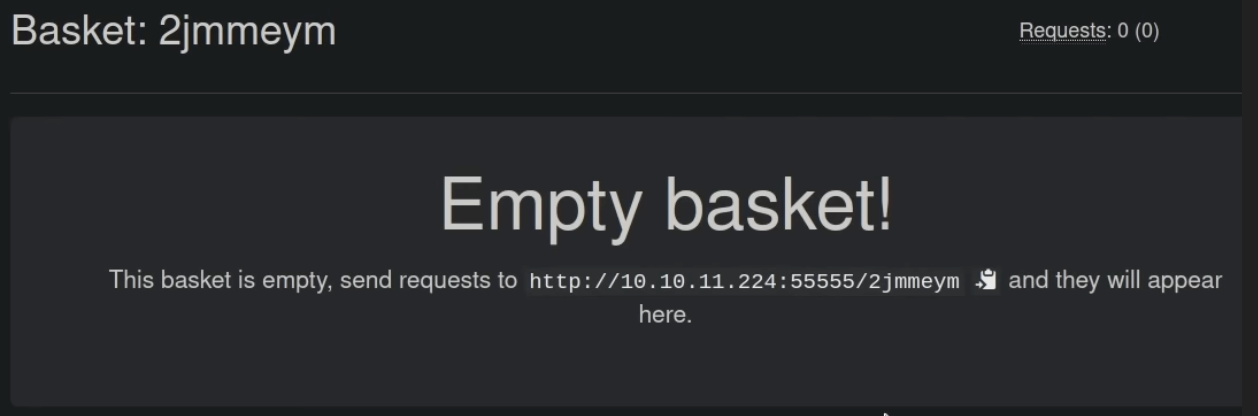 Basket: 2jmmeym
Requests: 0 (0)
Empty basket!
This basket is empty, send requests to http://10.10.11.224:55555/2jmmeym and they will appear
here.